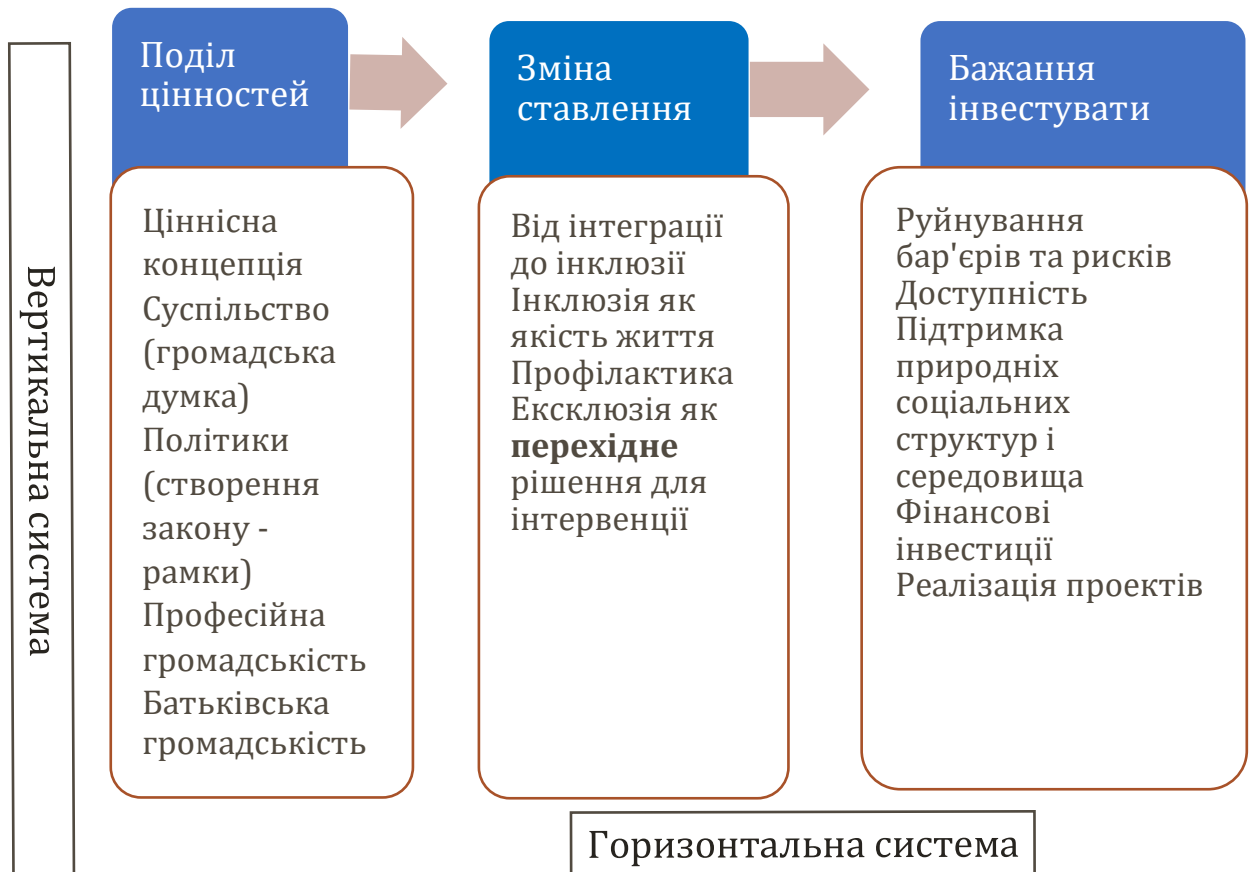 Вертикальна система
Поділ
цінностей
Ціннісна
концепція
Суспільство
(громадська
думка)
Політики
(створення
закону -
рамки)
Професійна
громадськість
Батьківська
громадськість
Зміна
ставлення
Від інтеграції
до інклюзії
Інклюзія як
якість життя
Профілактика
Ексклюзія як
перехідне
рішення для
інтервенції
Бажання
інвестувати
Руйнування
бар'єрів та рисків
Доступність
Підтримка
природніх
соціальних
структур і
середовища
Фінансові
інвестиції
Реалізація проектів
Горизонтальна система